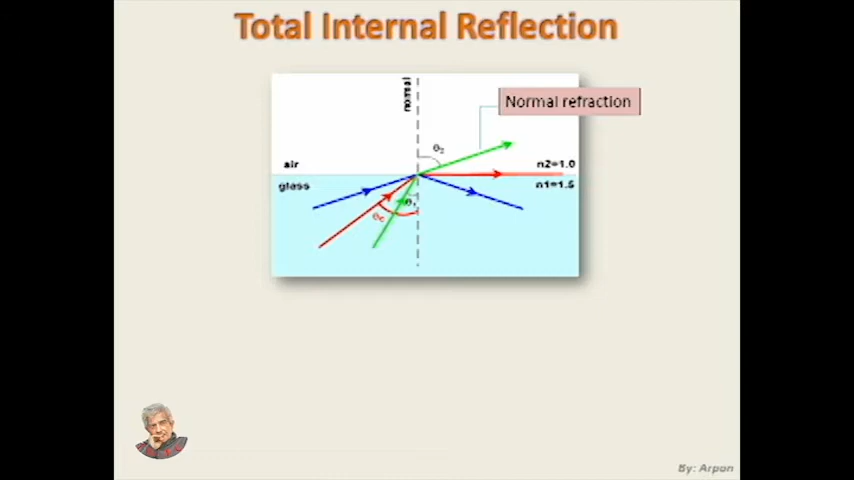 Total Internal Reflection
normal
Normal refraction
θ2
air
n2=1.0
glass
n1=1.5
θ1
θc
By: Arpan